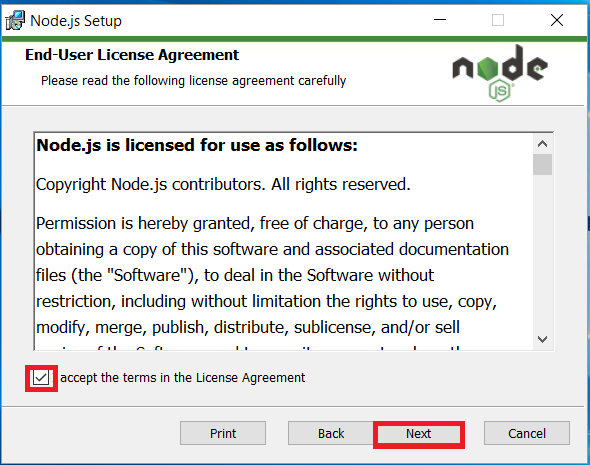 Node.js Setup
End-User License Agreement
Please read the following license agreement carefully
node
JS
Node.js is licensed for use as follows:
Copyright Node.js contributors. All rights reserved.
Permission is hereby granted, free of charge, to any person
obtaining a copy of this software and associated documentation
files (the "Software"), to deal in the Software without
restriction, including without limitation the rights to use, copy,
modify, merge, publish, distribute, sublicense, and/or sell
accept the terms in the License Agreement
Print
Back
Next
Cancel